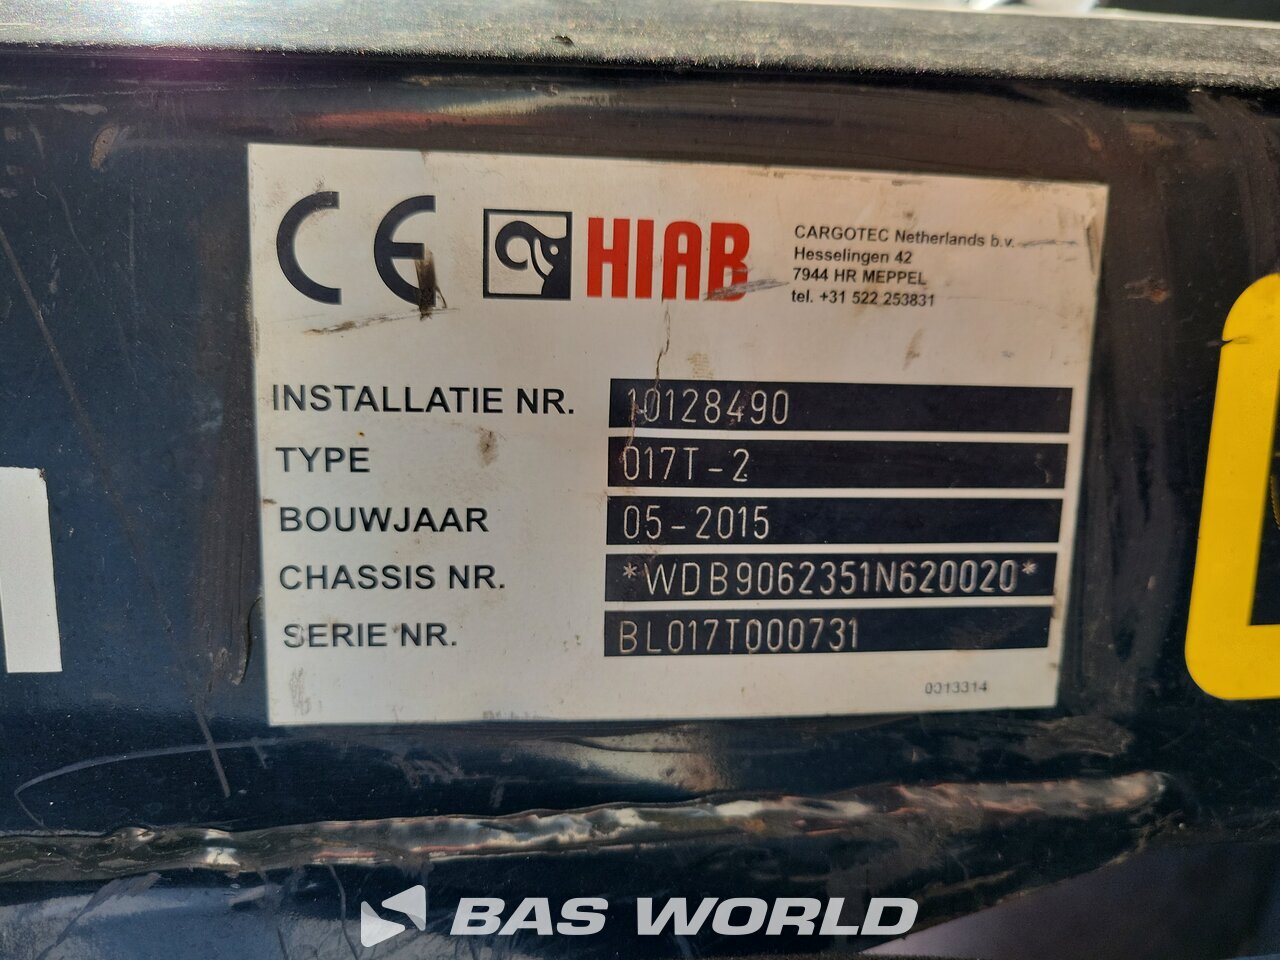 CE HIAB
CARGOTEC Netherlands b.v.
Hesselingen 42
7944 HR MEPPEL
tel. +31 522 253831
INSTALLATIE NR. 10128490
TYPE 017T-2
BOUWJAAR 05-2015
CHASSIS NR. *WDB9062351N620020*
SERIE NR. BL017T000731
0013314
BAS WORLD